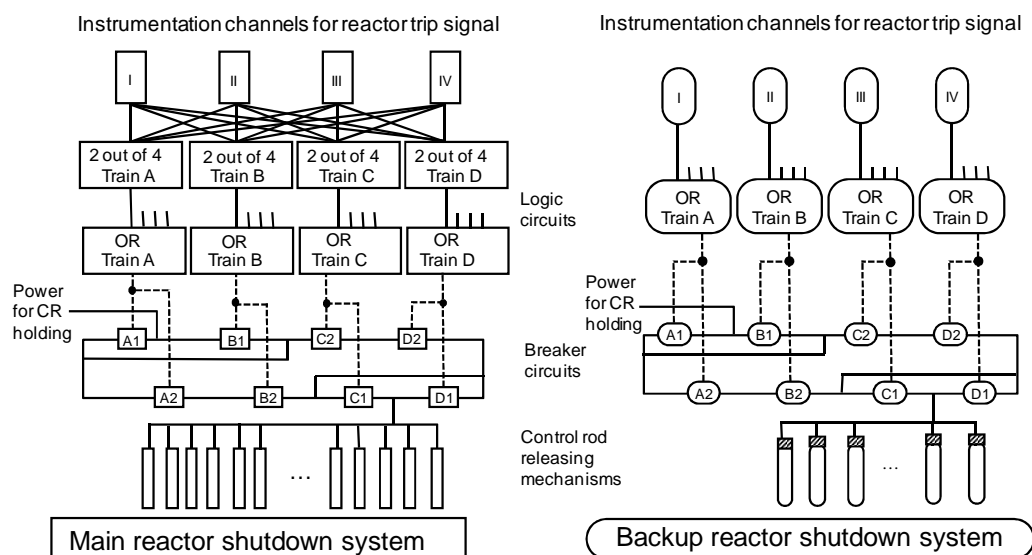 Instrumentation channels for reactor trip signal
I
II
III
IV
2 out of 4
Train A
2 out of 4
Train B
2 out of 4
Train C
2 out of 4
Train D
OR
Train A
OR
Train B
OR
Train C
OR
Train D
Power
for CR
holding
A1
B1
C2
D2
A2
B2
C1
D1
...
Main reactor shutdown system
Logic
circuits
Breaker
circuits
Control rod
releasing
mechanisms
Instrumentation channels for reactor trip signal
I
II
III
IV
OR
Train A
OR
Train B
OR
Train C
OR
Train D
Power
for CR
holding
A1
B1
C2
D2
A2
B2
C1
D1
...
Backup reactor shutdown system